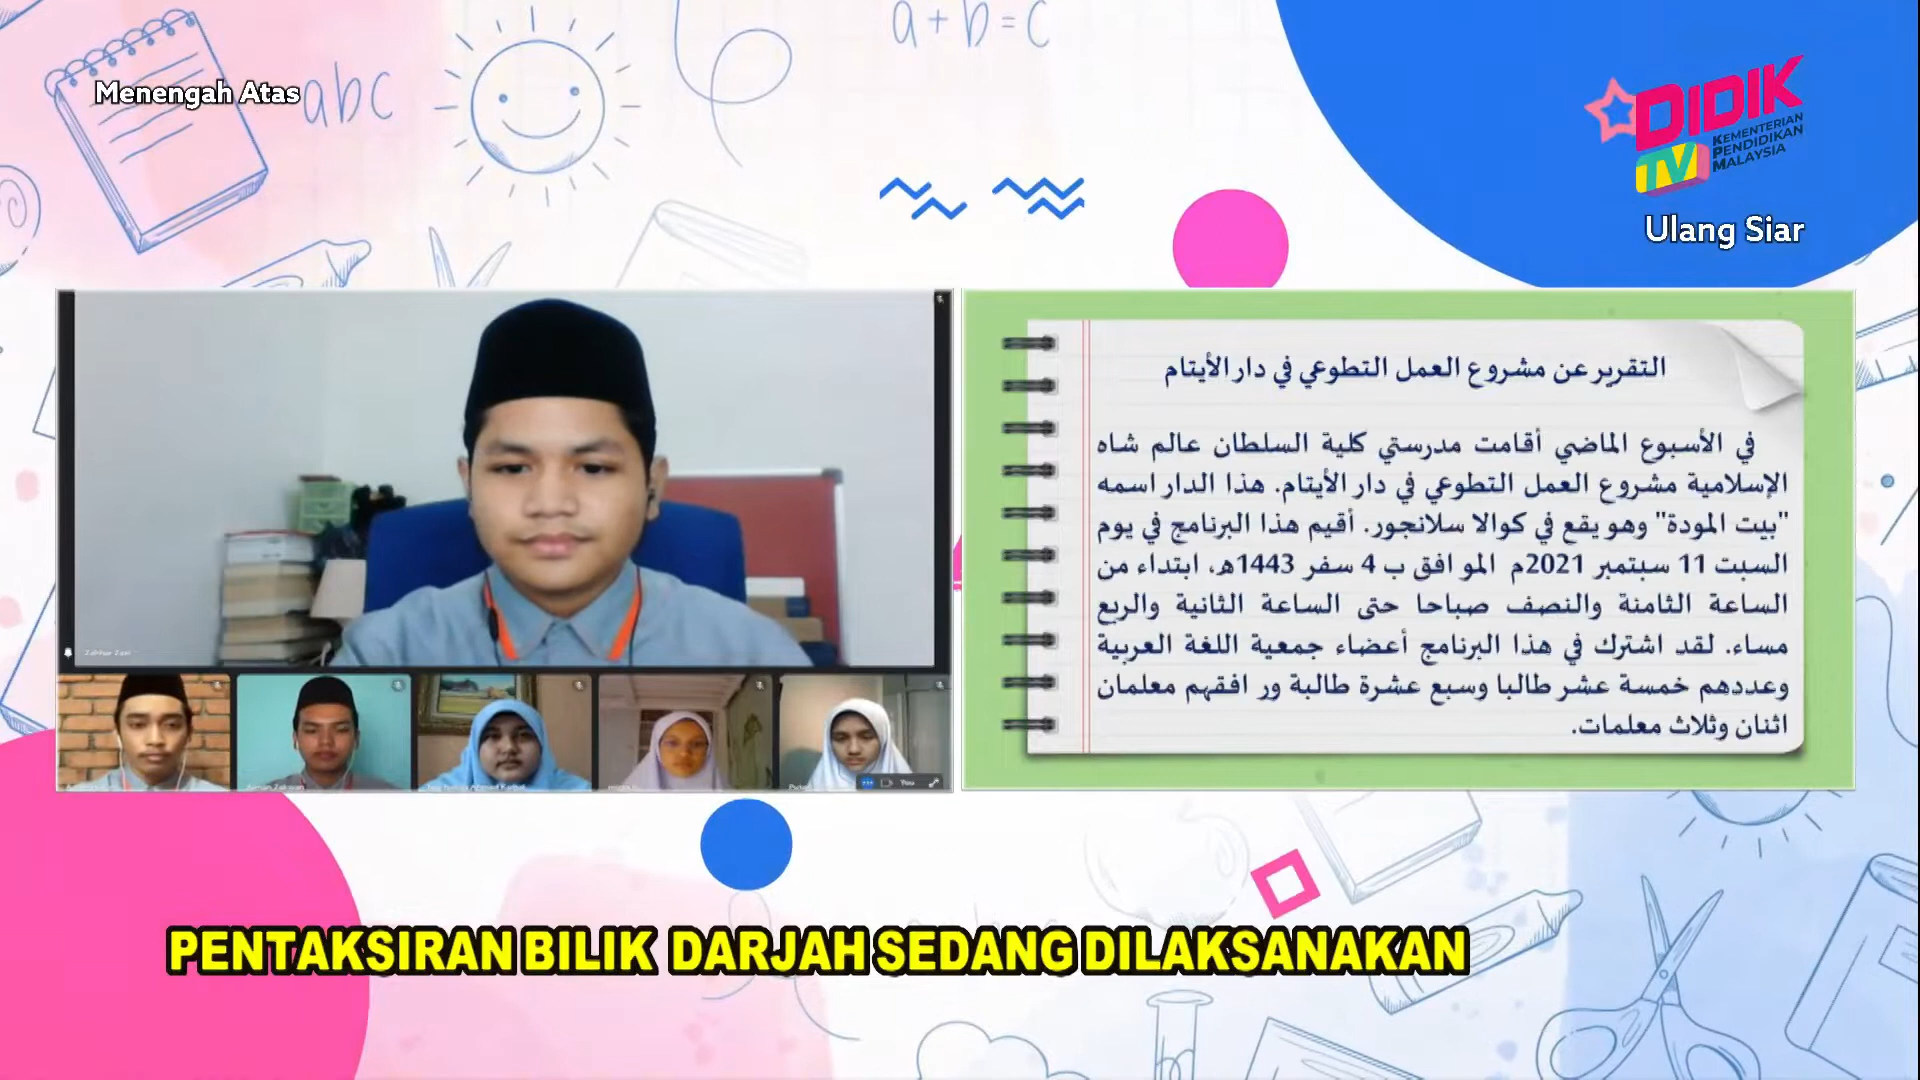 a + b = c
Menengah Atas
abc
DIDIK
TV
KEMENTERIAN
PENDIDIKAN
MALAYSIA
Ulang Siar
التقرير عن مشروع العمل التطوعي في دار الأيتام
في الأسبوع الماضي أقامت مدرستي كلية السلطان عالم شاه
الإسلامية مشروع العمل التطوعي في دار الأيتام. هذا الدار اسمه
"بيت المودة" وهو يقع في كوالا سلانجور. أقيم هذا البرنامج في يوم
السبت 11 سبتمبر 2021م الموافق ب 4 سفر 1443هـ، ابتداء من
الساعة الثامنة والنصف صباحا حتى الساعة الثانية والربع
مساء. لقد اشترك في هذا البرنامج أعضاء جمعية اللغة العربية
وعددهم خمسة عشر طالبا وسبع عشرة طالبة ورافقهم معلمان
اثنان وثلاث معلمات.
You
PENTAKSIRAN BILIK DARJAH SEDANG DILAKSANAKAN